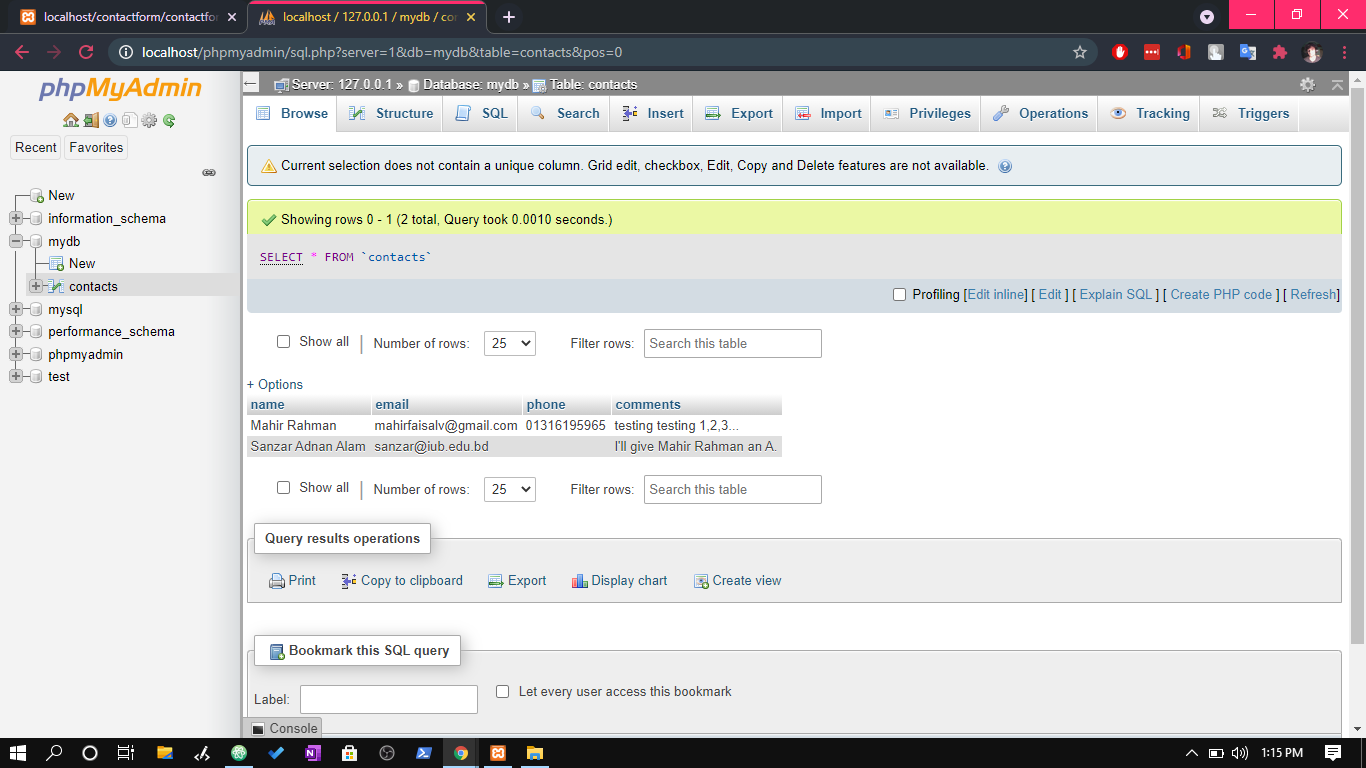 localhost/contactform/contactfor
localhost / 127.0.0.1 / mydb / co
localhost/phpmyadmin/sql.php?server=1&db=mydb&table=contacts&pos=0
phpMyAdmin
Recent Favorites
New
information_schema
mydb
New
contacts
mysql
performance_schema
phpmyadmin
test
Server: 127.0.0.1 » Database: mydb » Table: contacts
Browse Structure SQL Search Insert Export Import Privileges Operations Tracking Triggers
Current selection does not contain a unique column. Grid edit, checkbox, Edit, Copy and Delete features are not available.
Showing rows 0 - 1 (2 total, Query took 0.0010 seconds.)
SELECT * FROM `contacts`
Profiling [Edit inline] [ Edit ] [ Explain SQL ] [ Create PHP code ] [ Refresh]
Show all | Number of rows: 25 Filter rows: Search this table
+ Options
name email phone comments
Mahir Rahman mahirfaisalv@gmail.com 01316195965 testing testing 1,2,3...
Sanzar Adnan Alam sanzar@iub.edu.bd I'll give Mahir Rahman an A.
Show all | Number of rows: 25 Filter rows: Search this table
Query results operations
Print Copy to clipboard Export Display chart Create view
Bookmark this SQL query
Label: Let every user access this bookmark
Console
1:15 PM